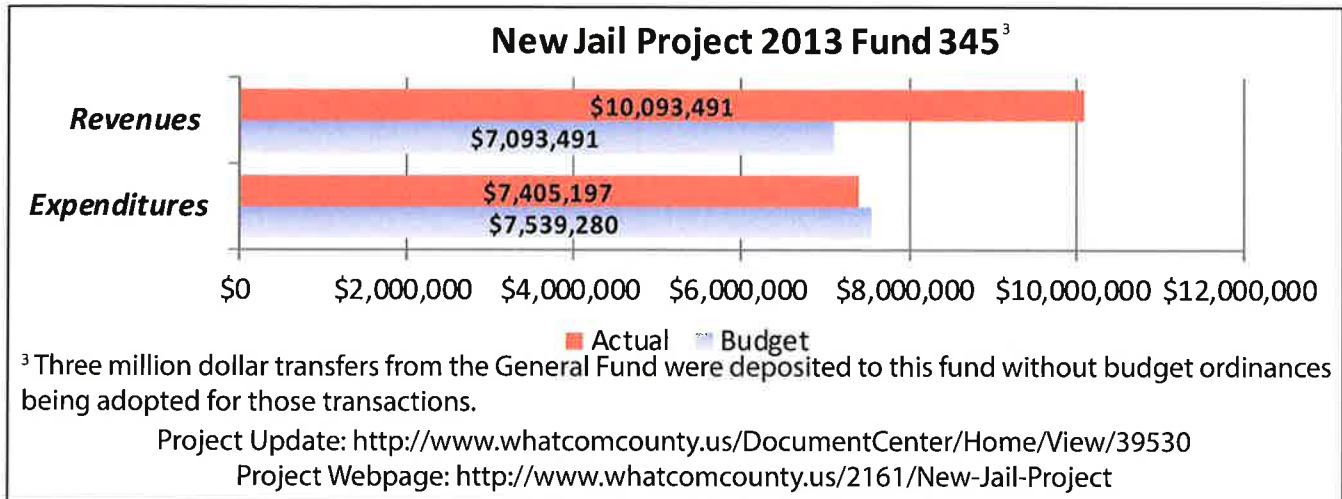 New Jail Project 2013 Fund 345³
Revenues
$10,093,491
$7,093,491
Expenditures
$7,405,197
$7,539,280
$0 $2,000,000 $4,000,000 $6,000,000 $8,000,000 $10,000,000 $12,000,000
Actual Budget
³ Three million dollar transfers from the General Fund were deposited to this fund without budget ordinances
being adopted for those transactions.
Project Update: http://www.whatcomcounty.us/DocumentCenter/Home/View/39530
Project Webpage: http://www.whatcomcounty.us/2161/New-Jail-Project